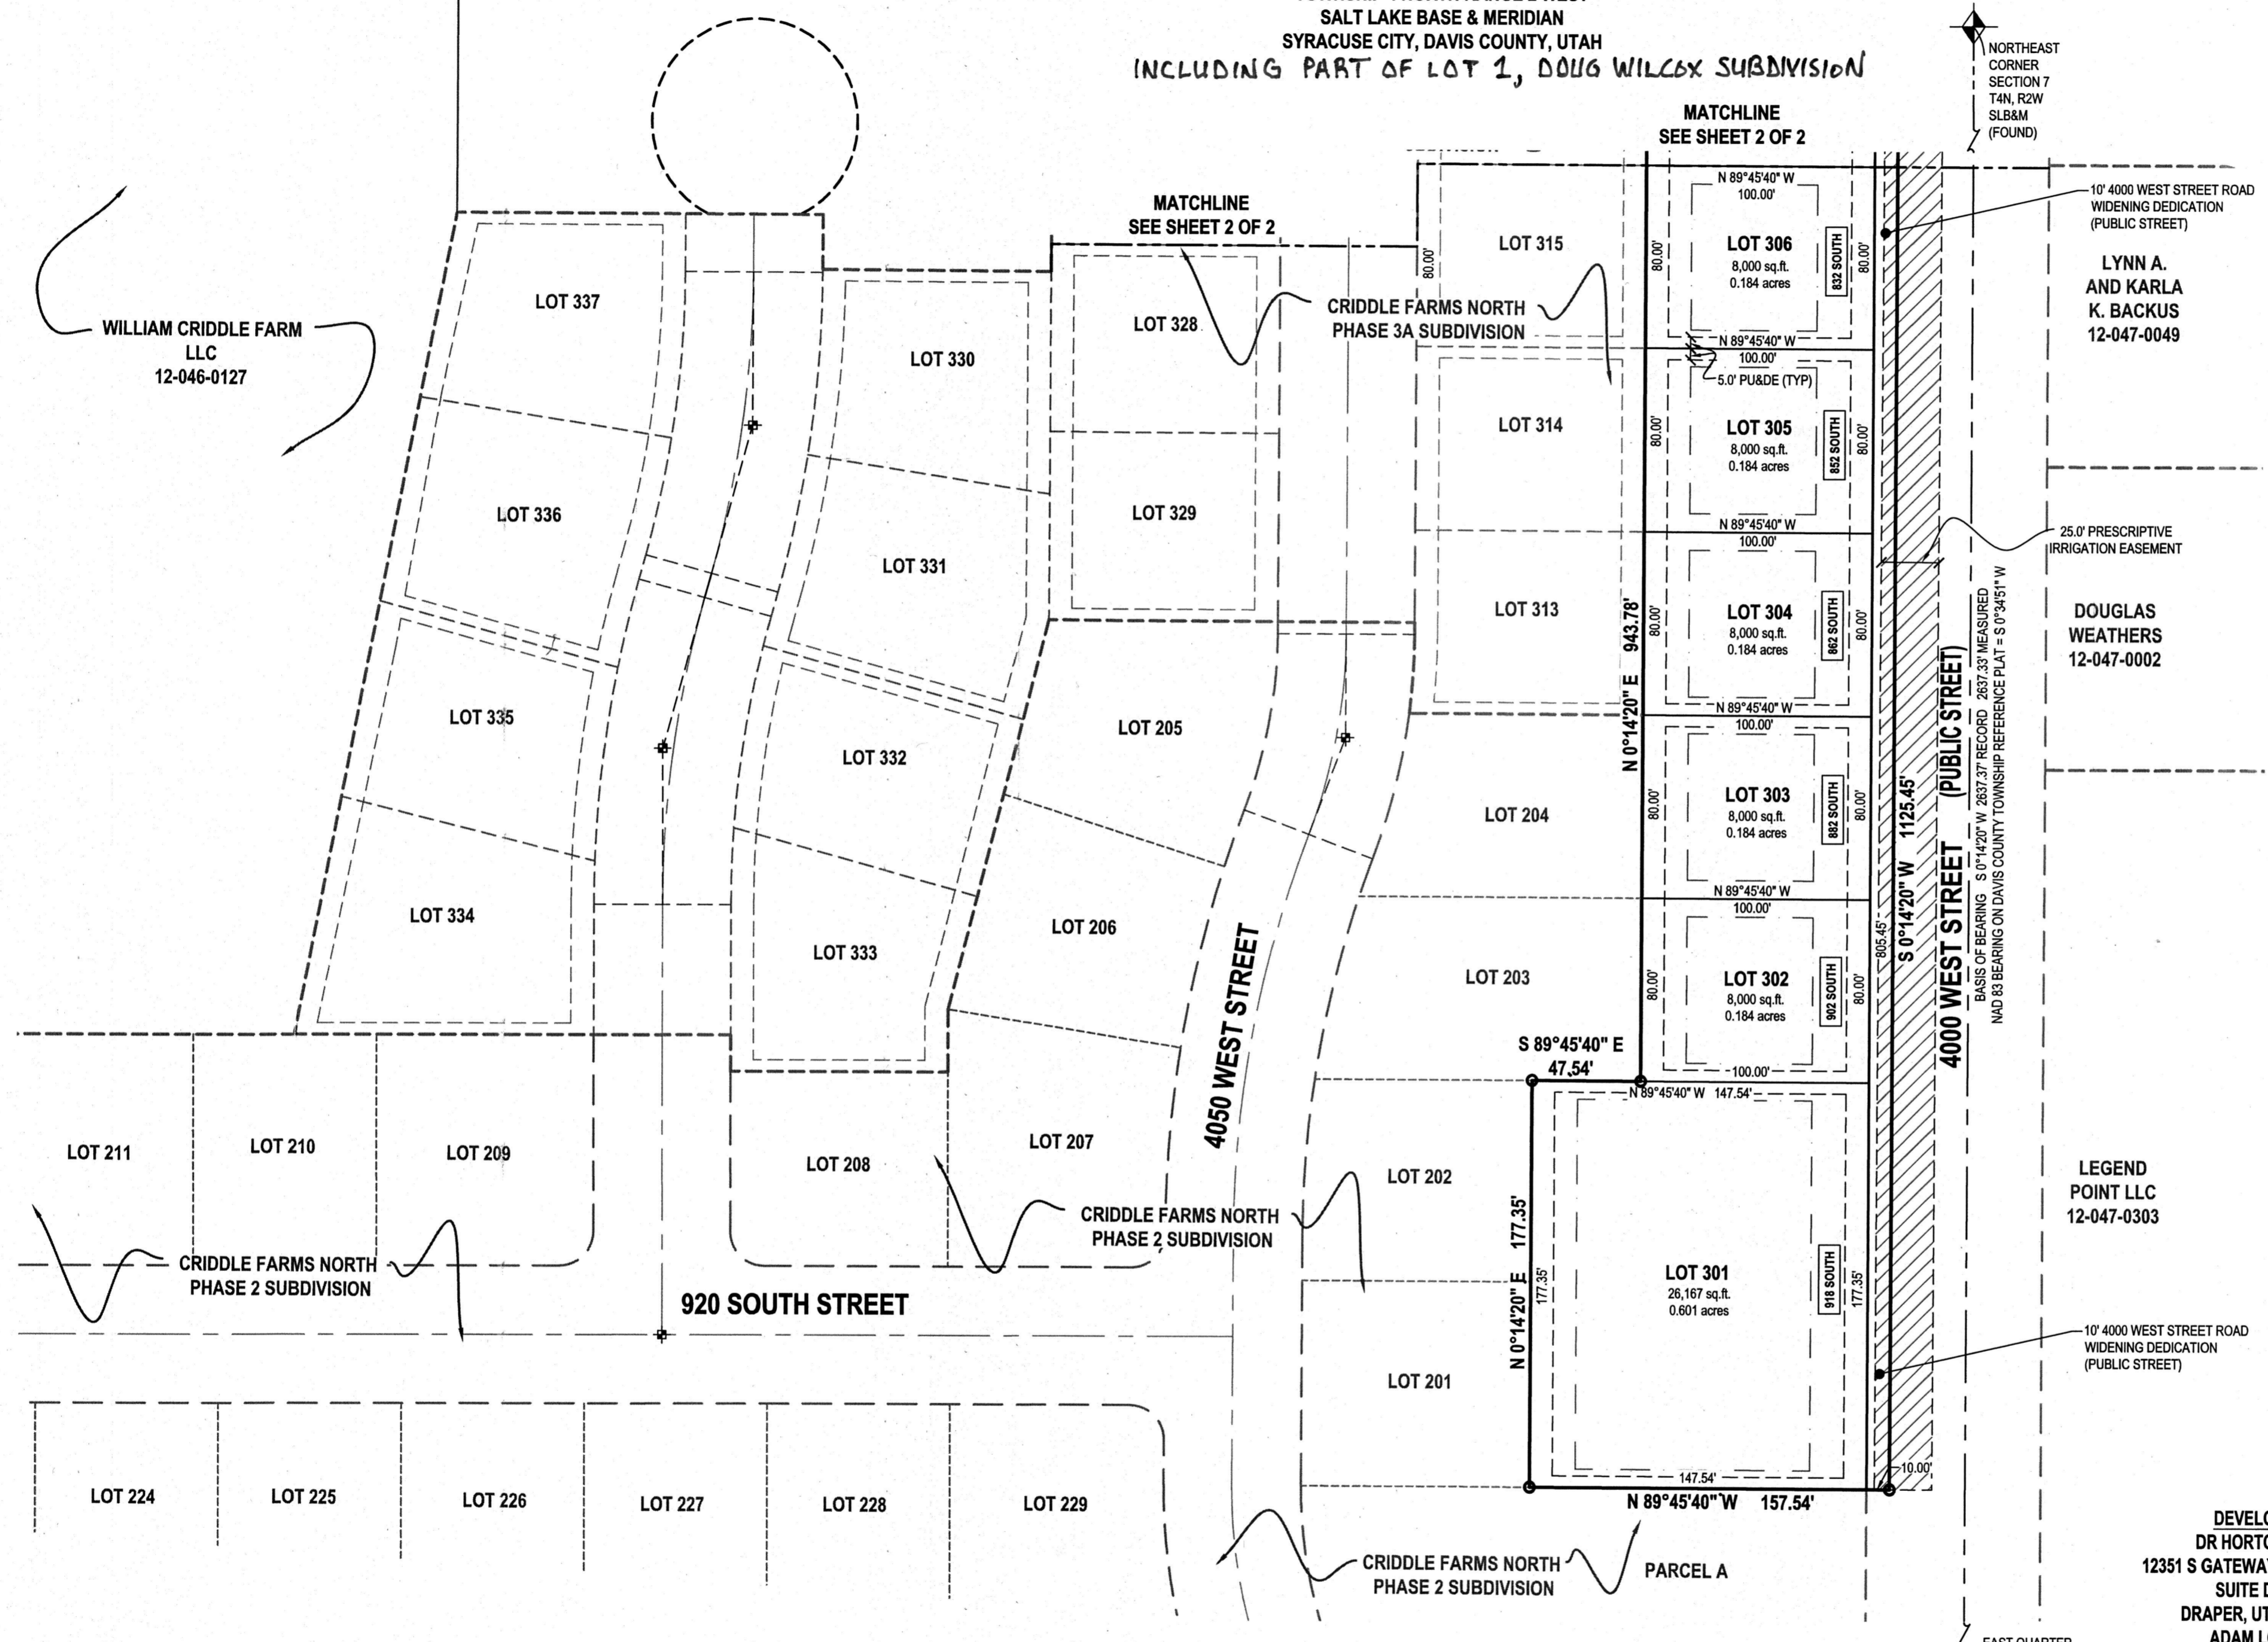 SALT LAKE BASE & MERIDIAN
SYRACUSE CITY, DAVIS COUNTY, UTAH
INCLUDING PART OF LOT 1, DOUG WILCOX SUBDIVISION
NORTHEAST
CORNER
SECTION 7
T4N, R2W
SLB&M
(FOUND)
MATCHLINE
SEE SHEET 2 OF 2
MATCHLINE
SEE SHEET 2 OF 2
WILLIAM CRIDDLE FARM
LLC
12-046-0127
LOT 337
LOT 336
LOT 335
LOT 334
LOT 330
LOT 331
LOT 332
LOT 333
LOT 328
LOT 329
LOT 205
LOT 206
LOT 207
LOT 208
LOT 209
LOT 210
LOT 211
CRIDDLE FARMS NORTH
PHASE 3A SUBDIVISION
80.00'
LOT 315
LOT 314
LOT 313
LOT 204
LOT 203
LOT 202
LOT 201
4050 WEST STREET
N 89°45'40" W
100.00'
80.00'
LOT 306
8,000 sq.ft.
0.184 acres
832 SOUTH
80.00'
N 89°45'40" W
100.00'
5.0' PU&DE (TYP)
80.00'
LOT 305
8,000 sq.ft.
0.184 acres
852 SOUTH
80.00'
N 89°45'40" W
100.00'
N 0°14'20" E 943.78'
80.00'
LOT 304
8,000 sq.ft.
0.184 acres
862 SOUTH
80.00'
N 89°45'40" W
100.00'
80.00'
LOT 303
8,000 sq.ft.
0.184 acres
882 SOUTH
80.00'
N 89°45'40" W
100.00'
80.00'
LOT 302
8,000 sq.ft.
0.184 acres
902 SOUTH
80.00'
100.00'
S 89°45'40" E
47.54'
N 89°45'40" W 147.54'
N 0°14'20" E 177.35'
177.35'
LOT 301
26,167 sq.ft.
0.601 acres
918 SOUTH
177.35'
147.54'
10.00'
N 89°45'40" W 157.54'
805.45'
S 0°14'20" W 1125.45'
4000 WEST STREET (PUBLIC STREET)
BASIS OF BEARING S 0°14'20" W 2637.37' RECORD 2637.33' MEASURED
NAD 83 BEARING ON DAVIS COUNTY TOWNSHIP REFERENCE PLAT = S 0°34'51" W
10' 4000 WEST STREET ROAD
WIDENING DEDICATION
(PUBLIC STREET)
LYNN A.
AND KARLA
K. BACKUS
12-047-0049
25.0' PRESCRIPTIVE
IRRIGATION EASEMENT
DOUGLAS
WEATHERS
12-047-0002
LEGEND
POINT LLC
12-047-0303
10' 4000 WEST STREET ROAD
WIDENING DEDICATION
(PUBLIC STREET)
CRIDDLE FARMS NORTH
PHASE 2 SUBDIVISION
CRIDDLE FARMS NORTH
PHASE 2 SUBDIVISION
920 SOUTH STREET
LOT 224
LOT 225
LOT 226
LOT 227
LOT 228
LOT 229
CRIDDLE FARMS NORTH
PHASE 2 SUBDIVISION
PARCEL A
DR HORTO
12351 S GATEWA
SUITE
DRAPER, UT
ADAM